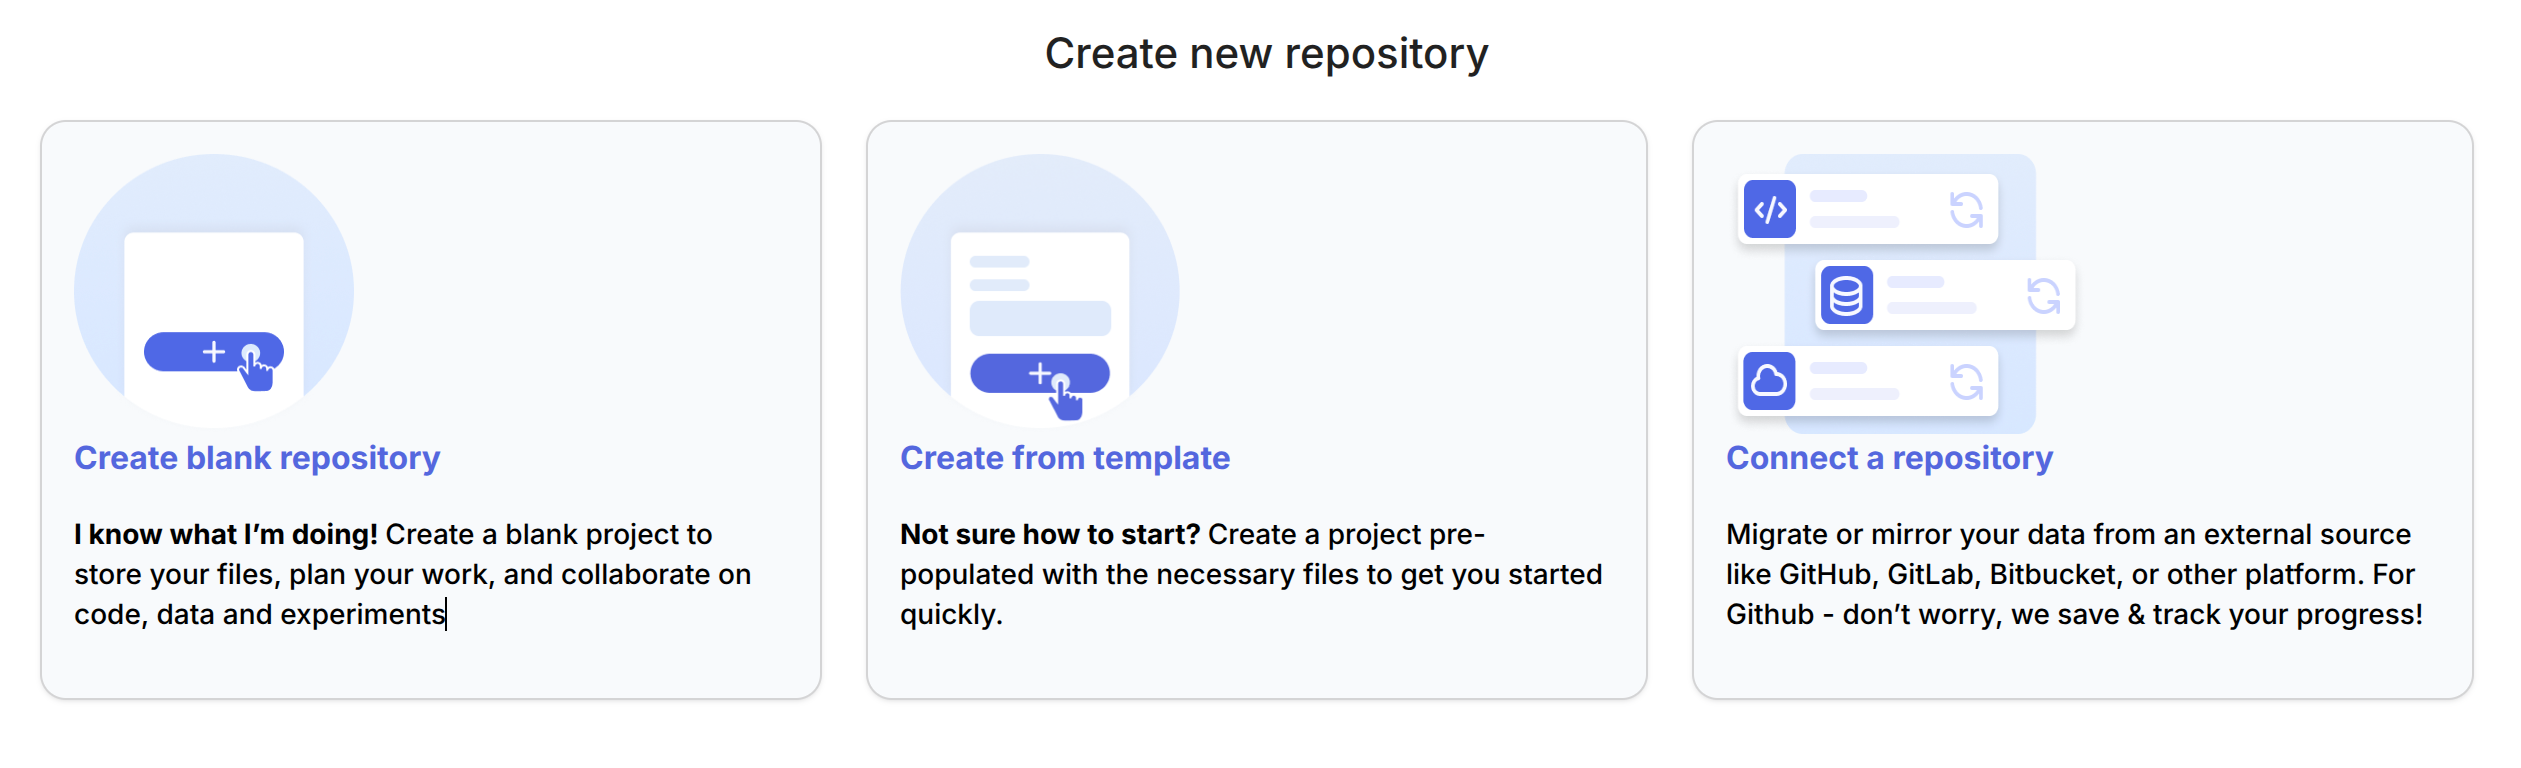 Create new repository
Create blank repository
I know what I’m doing! Create a blank project to
store your files, plan your work, and collaborate on
code, data and experiments
Create from template
Not sure how to start? Create a project pre-
populated with the necessary files to get you started
quickly.
Connect a repository
Migrate or mirror your data from an external source
like GitHub, GitLab, Bitbucket, or other platform. For
Github - don’t worry, we save & track your progress!